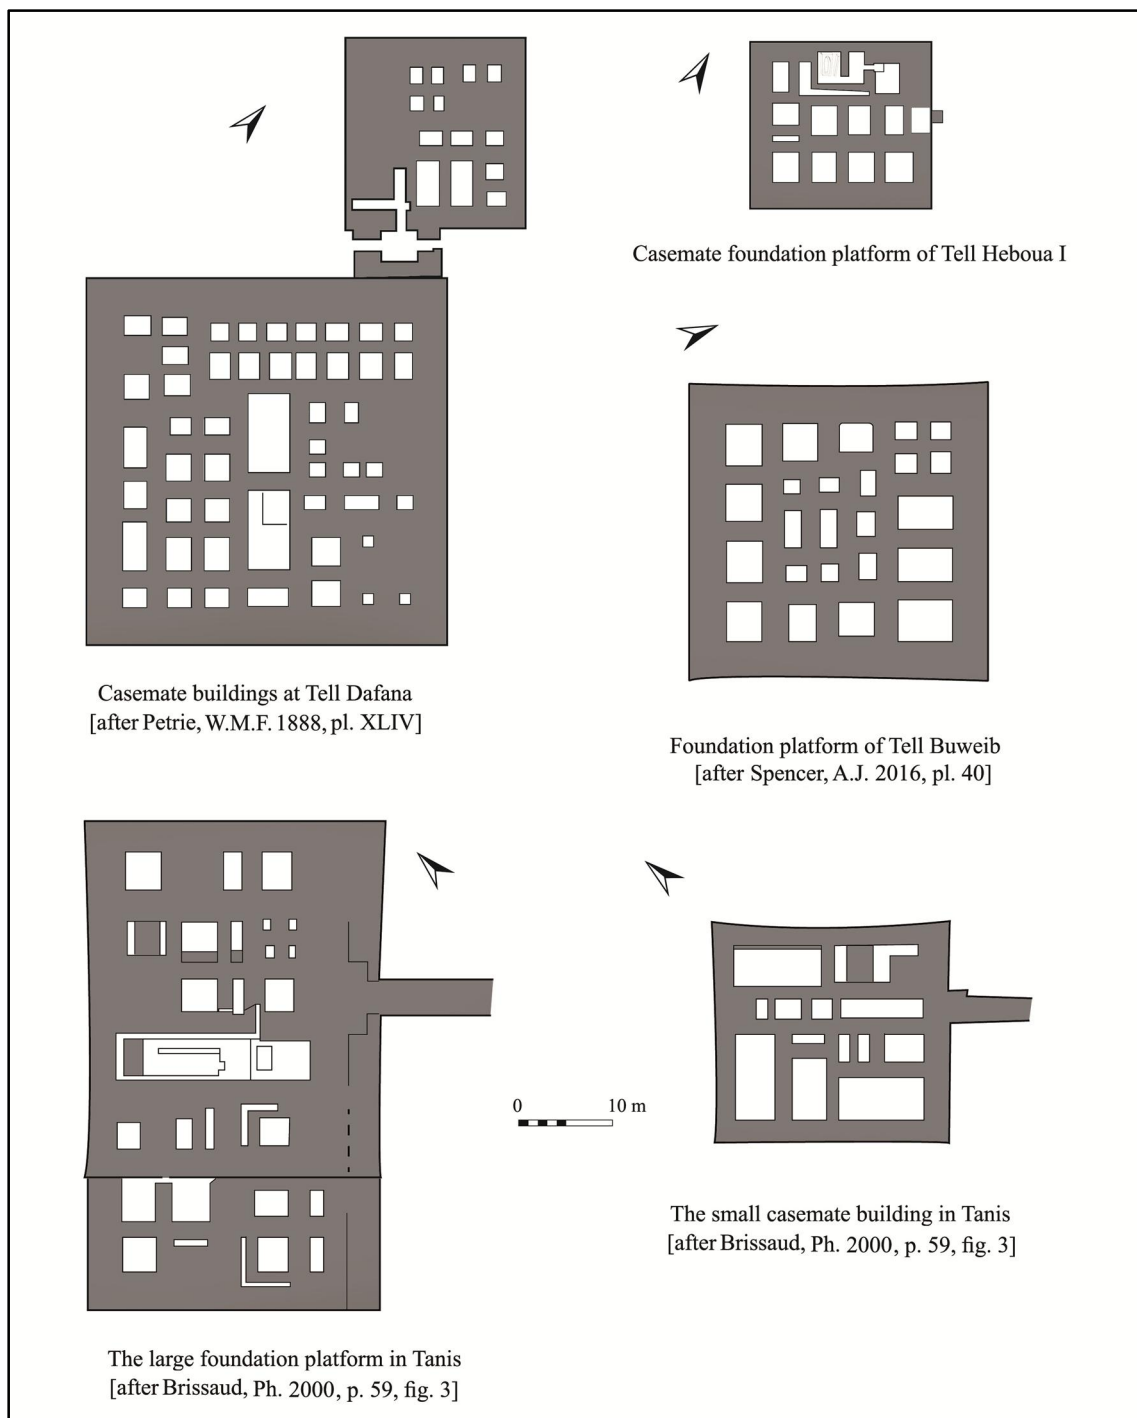 Casemate foundation platform of Tell Heboua I
Casemate buildings at Tell Dafana
[after Petrie, W.M.F. 1888, pl. XLIV]
Foundation platform of Tell Buweib
[after Spencer, A.J. 2016, pl. 40]
0 10 m
The small casemate building in Tanis
[after Brissaud, Ph. 2000, p. 59, fig. 3]
The large foundation platform in Tanis
[after Brissaud, Ph. 2000, p. 59, fig. 3]